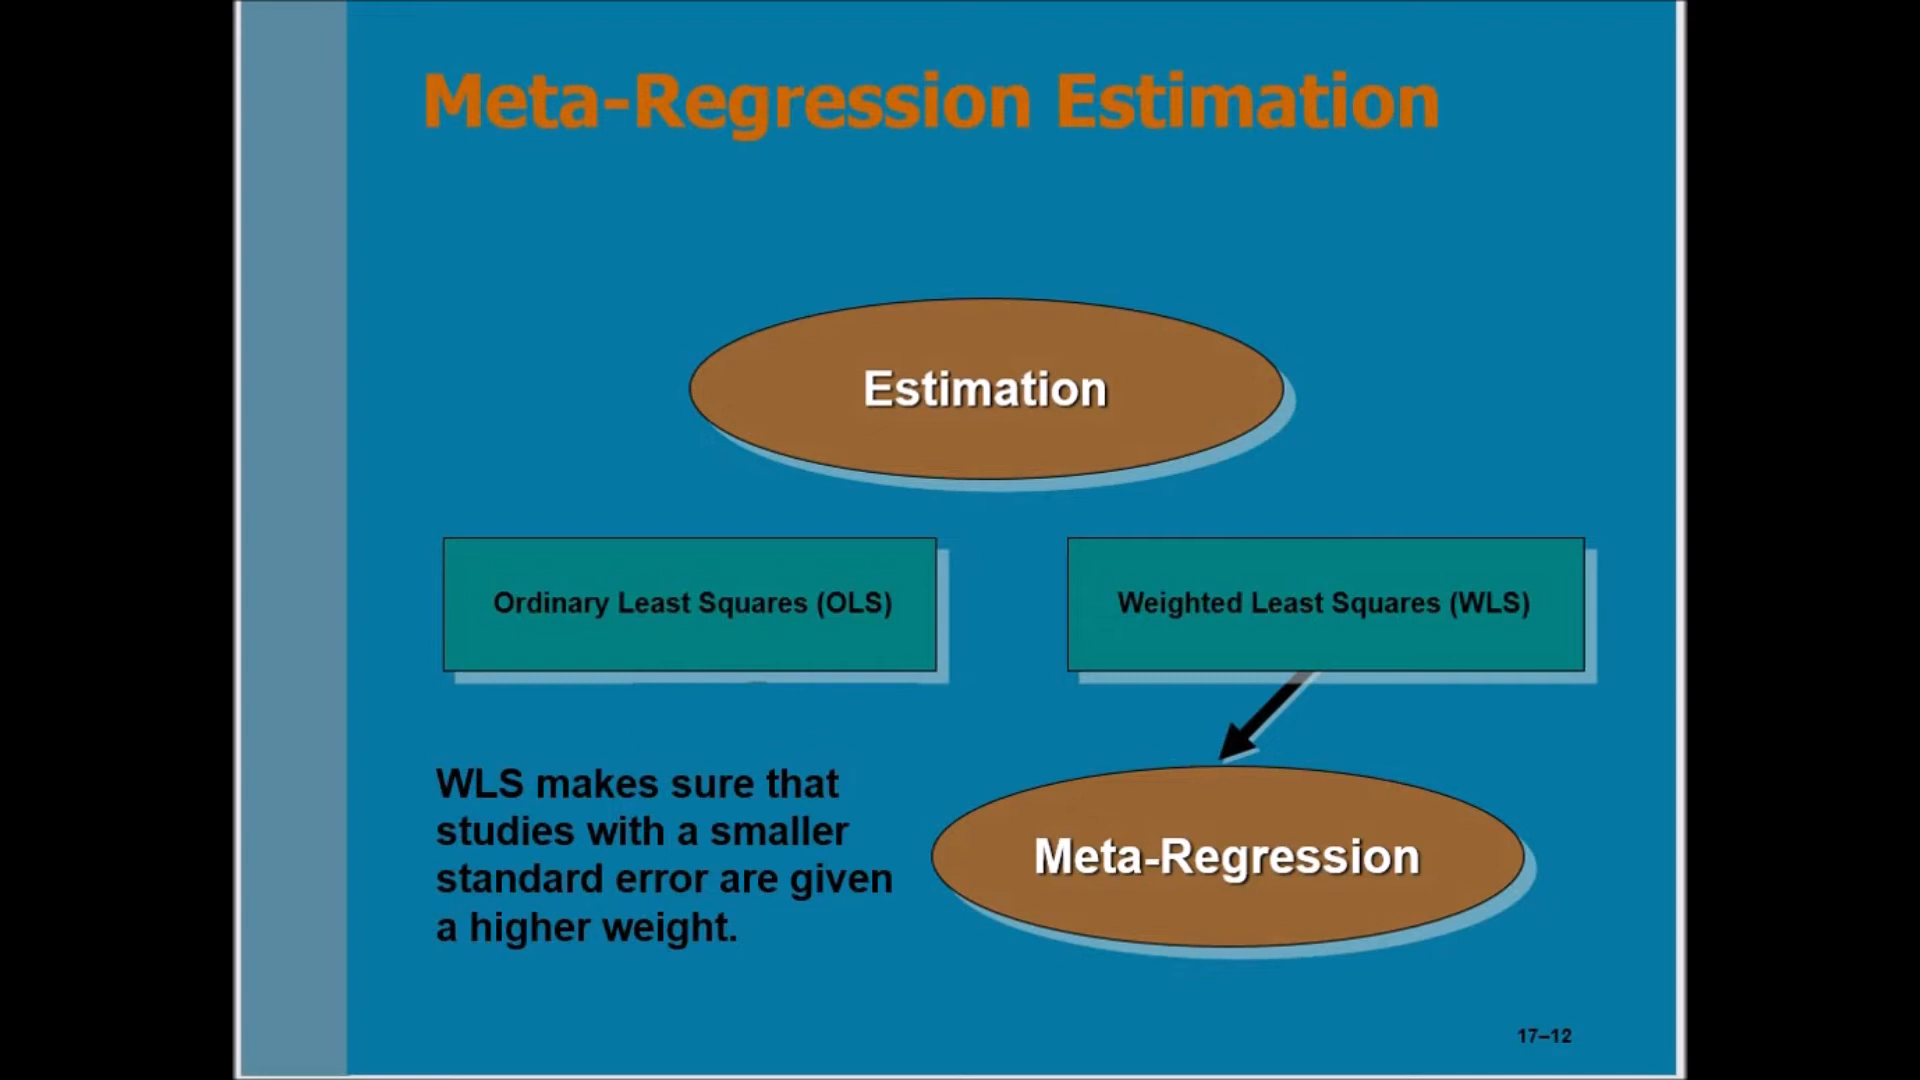 Meta-Regression Estimation
Estimation
Ordinary Least Squares (OLS)
Weighted Least Squares (WLS)
WLS makes sure that
studies with a smaller
standard error are given
a higher weight.
Meta-Regression
17–12